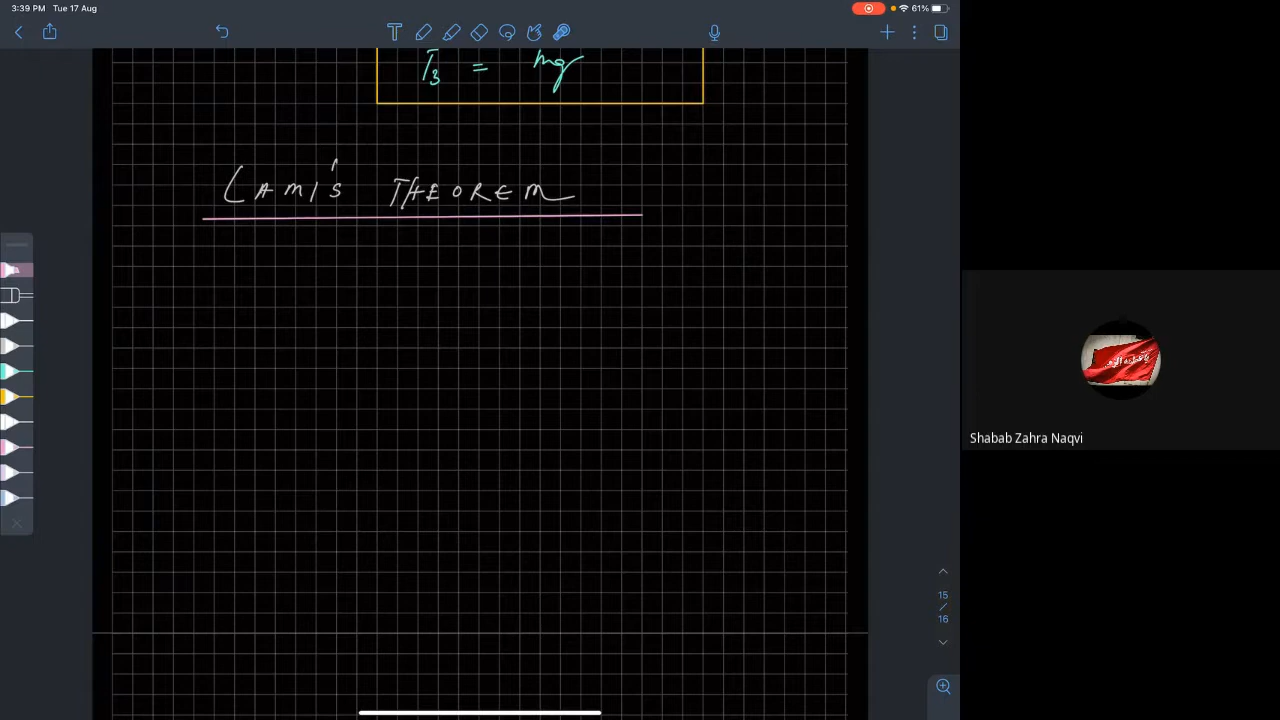 3:39 PM Tue 17 Aug
61%
T₃ = mg
LAMI'S THEOREM
15
/
16
Shabab Zahra Naqvi